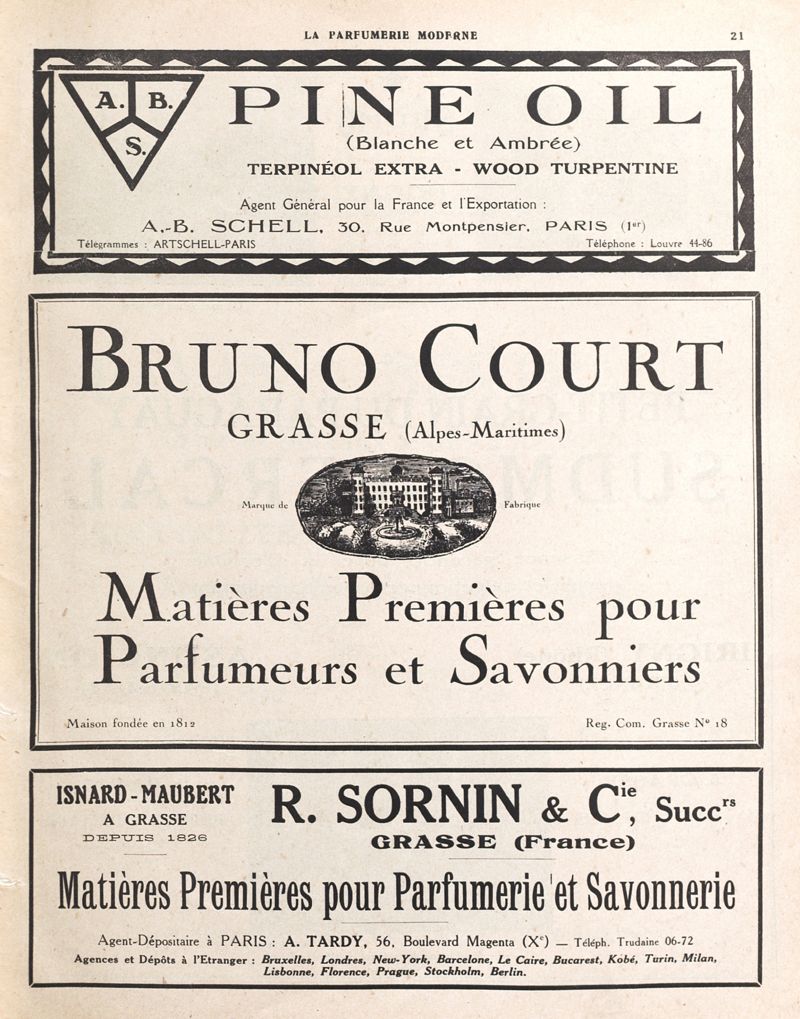 LA PARFUMERIE MODERNE 21
A. B.
S.
PINE OIL
(Blanche et Ambrée)
TERPINÉOL EXTRA - WOOD TURPENTINE
Agent Général pour la France et l'Exportation :
A.-B. SCHELL, 30. Rue Montpensier, PARIS (1er)
Télégrammes : ARTSCHELL-PARIS Téléphone : Louvre 44-86
BRUNO COURT
GRASSE (Alpes-Maritimes)
Marque de Fabrique
Matières Premières pour
Parfumeurs et Savonniers
Maison fondée en 1812 Reg. Com. Grasse No 18
ISNARD-MAUBERT
A GRASSE
DEPUIS 1826
R. SORNIN & Cie, Succrs
GRASSE (France)
Matières Premières pour Parfumerie et Savonnerie
Agent-Dépositaire à PARIS : A. TARDY, 56, Boulevard Magenta (Xe) — Téléph. Trudaine 06-72
Agences et Dépôts à l'Etranger : Bruxelles, Londres, New-York, Barcelone, Le Caire, Bucarest, Kobé, Turin, Milan,
Lisbonne, Florence, Prague, Stockholm, Berlin.